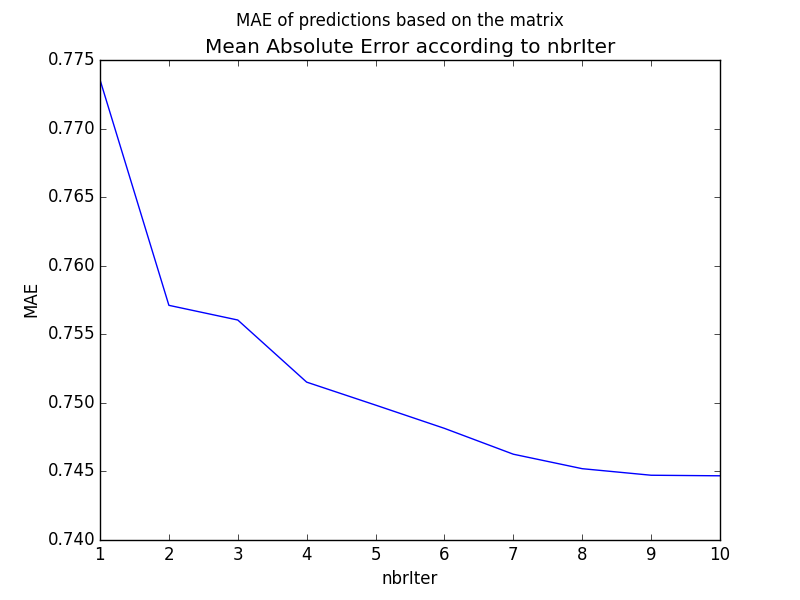 MAE of predictions based on the matrix
Mean Absolute Error according to nbrIter
0.775
0.770
0.765
0.760
0.755
0.750
0.745
0.740
MAE
1 2 3 4 5 6 7 8 9 10
nbrIter